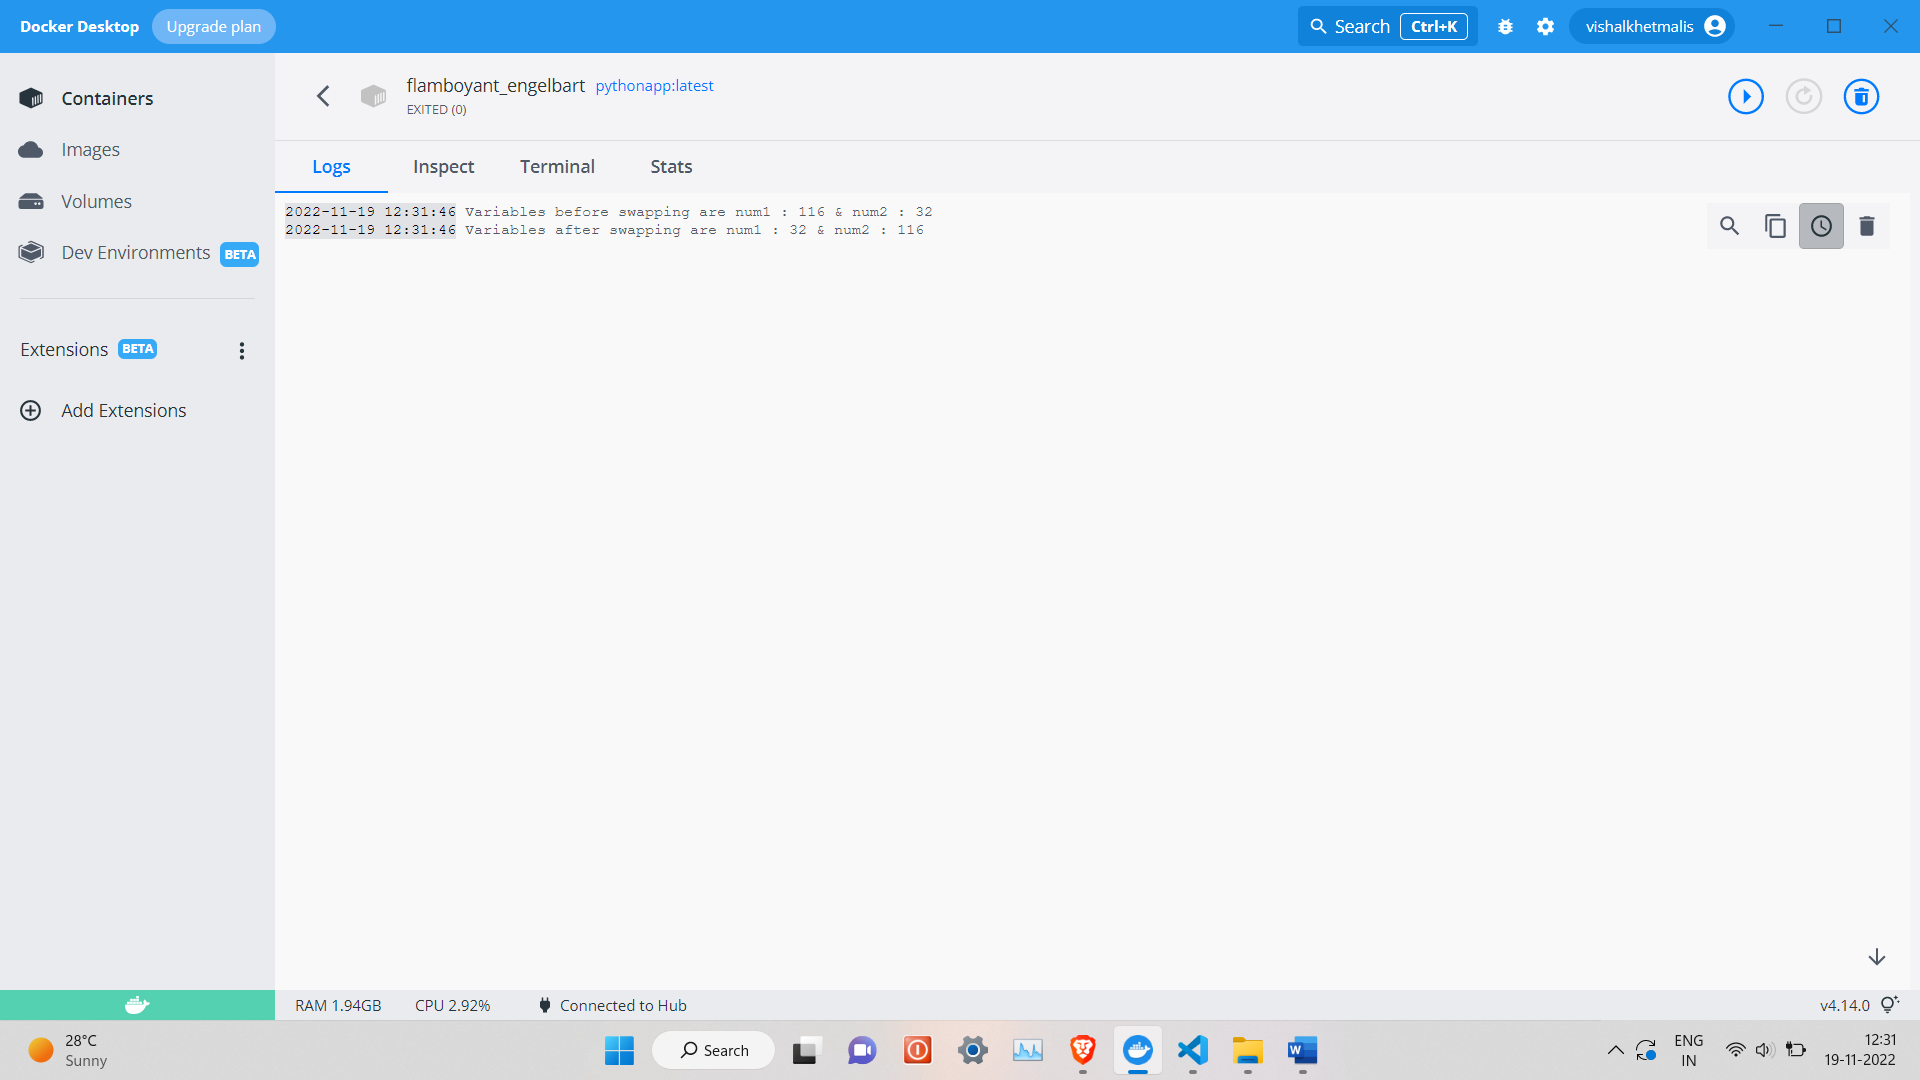 Docker Desktop Upgrade plan Search Ctrl+K vishalkhetmalis
Containers
Images
Volumes
Dev Environments BETA
Extensions BETA
Add Extensions
flamboyant_engelbart pythonapp:latest
EXITED (0)
Logs Inspect Terminal Stats
2022-11-19 12:31:46 Variables before swapping are num1 : 116 & num2 : 32
2022-11-19 12:31:46 Variables after swapping are num1 : 32 & num2 : 116
RAM 1.94GB CPU 2.92% Connected to Hub v4.14.0
28°C
Sunny
Search
W
ENG
IN
12:31
19-11-2022